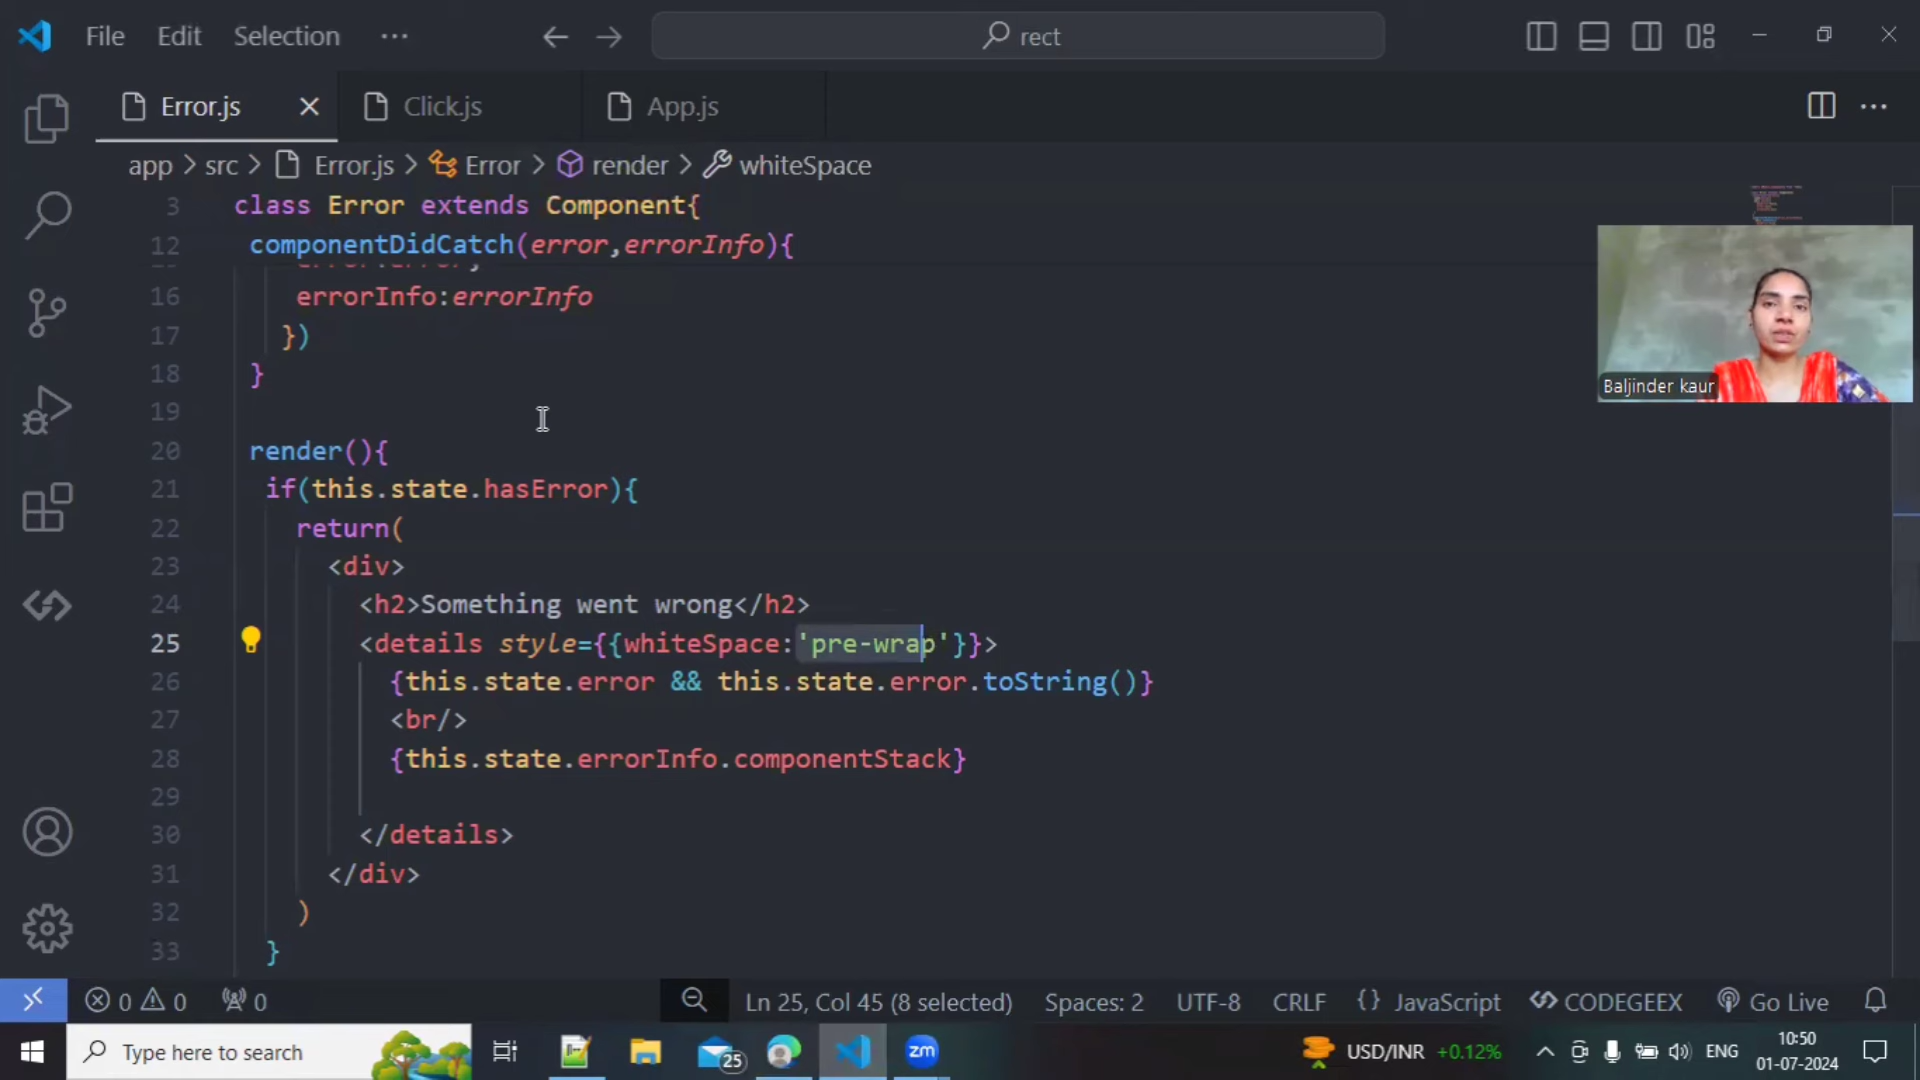 File Edit Selection ... rect
Error.js Click.js App.js
app > src > Error.js > Error > render > whiteSpace
3 class Error extends Component{
12 componentDidCatch(error,errorInfo){
16 errorInfo:errorInfo
17 })
18 }
19
20 render(){
21 if(this.state.hasError){
22 return(
23 <div>
24 <h2>Something went wrong</h2>
25 <details style={{whiteSpace:'pre-wrap'}}>
26 {this.state.error && this.state.error.toString()}
27 <br/>
28 {this.state.errorInfo.componentStack}
29
30 </details>
31 </div>
32 )
33 }
Baljinder kaur
0 0 0 Ln 25, Col 45 (8 selected) Spaces: 2 UTF-8 CRLF {} JavaScript CODEGEEX Go Live
Type here to search 25 zm USD/INR +0.12% ENG 10:50
01-07-2024